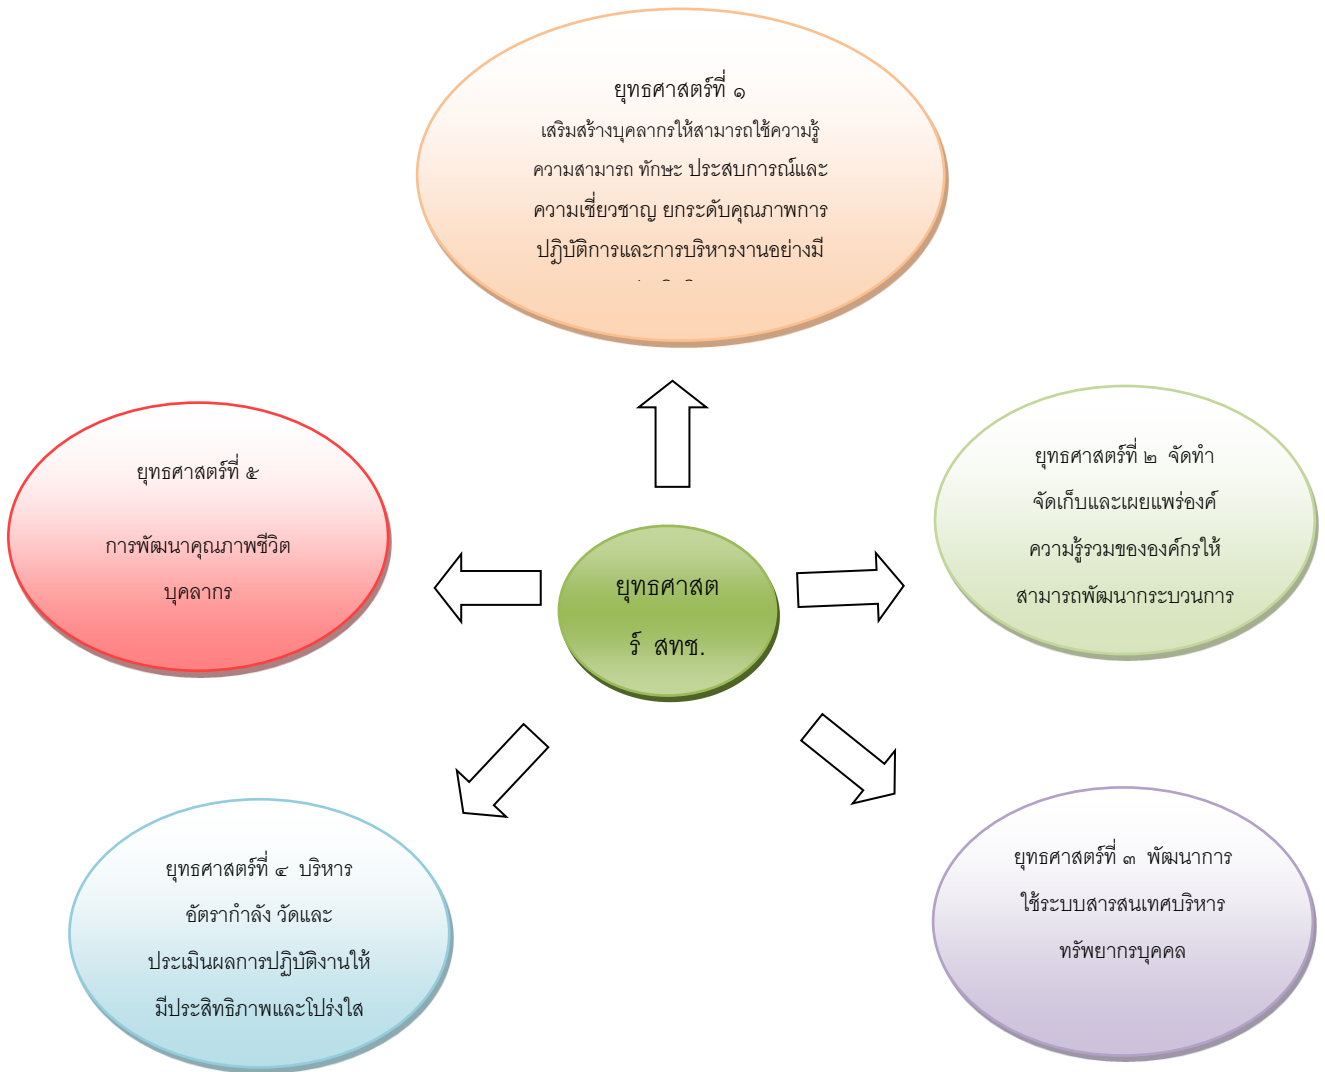 ยุทธศาสตร์ที่ ๑
เสริมสร้างบุคลากรให้สามารถใช้ความรู้
ความสามารถ ทักษะ ประสบการณ์และ
ความเชี่ยวชาญ ยกระดับคุณภาพการ
ปฏิบัติการและการบริหารงานอย่างมี
ยุทธศาสตร์ที่ ๒ จัดทำ
จัดเก็บและเผยแพร่องค์
ความรู้รวมขององค์กรให้
สามารถพัฒนากระบวนการ
ยุทธศาสตร์ที่ ๕
การพัฒนาคุณภาพชีวิต
บุคลากร
ยุทธศาสต
ร์ สทช.
ยุทธศาสตร์ที่ ๓ พัฒนาการ
ใช้ระบบสารสนเทศบริหาร
ทรัพยากรบุคคล
ยุทธศาสตร์ที่ ๔ บริหาร
อัตรากำลัง วัดและ
ประเมินผลการปฏิบัติงานให้
มีประสิทธิภาพและโปร่งใส